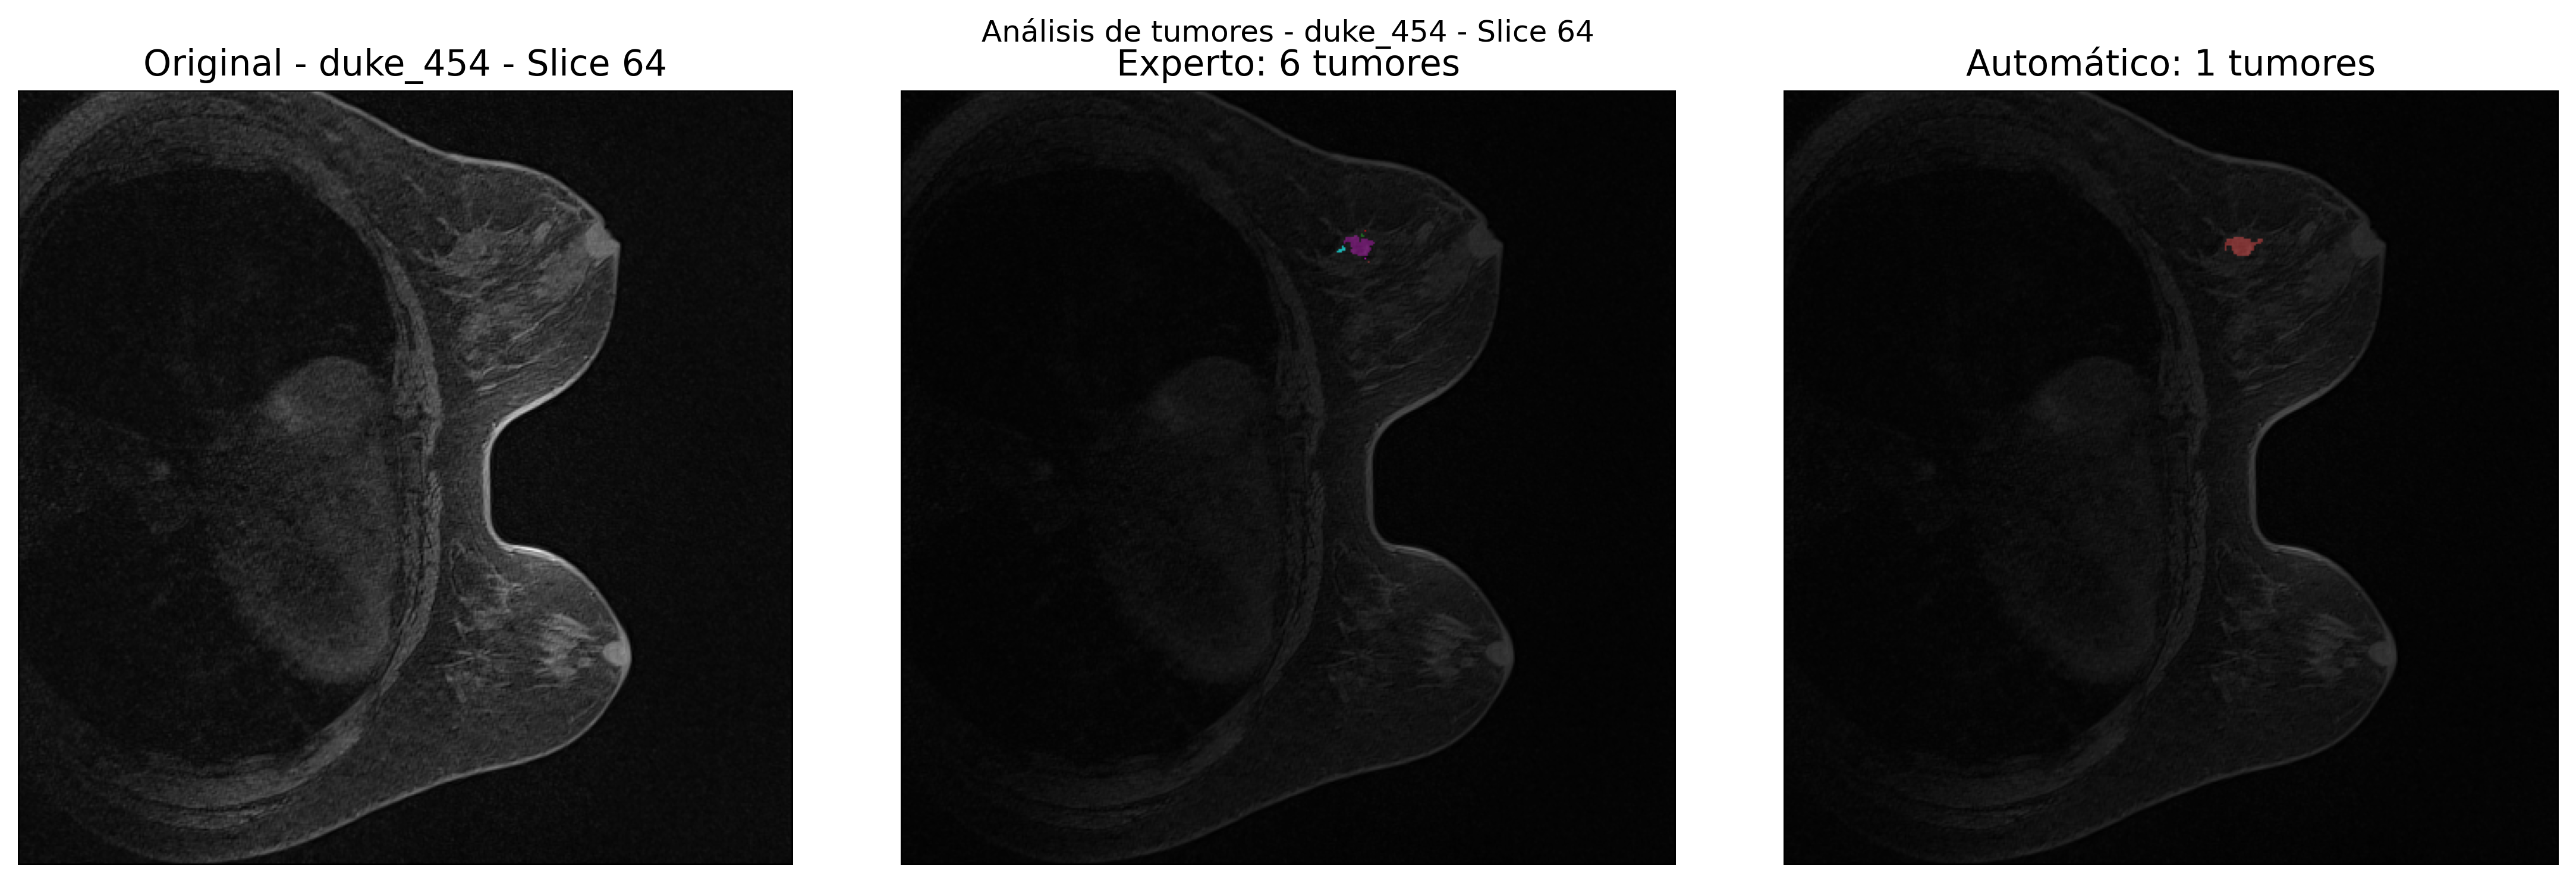 Análisis de tumores - duke_454 - Slice 64
Original - duke_454 - Slice 64
Experto: 6 tumores
Automático: 1 tumores